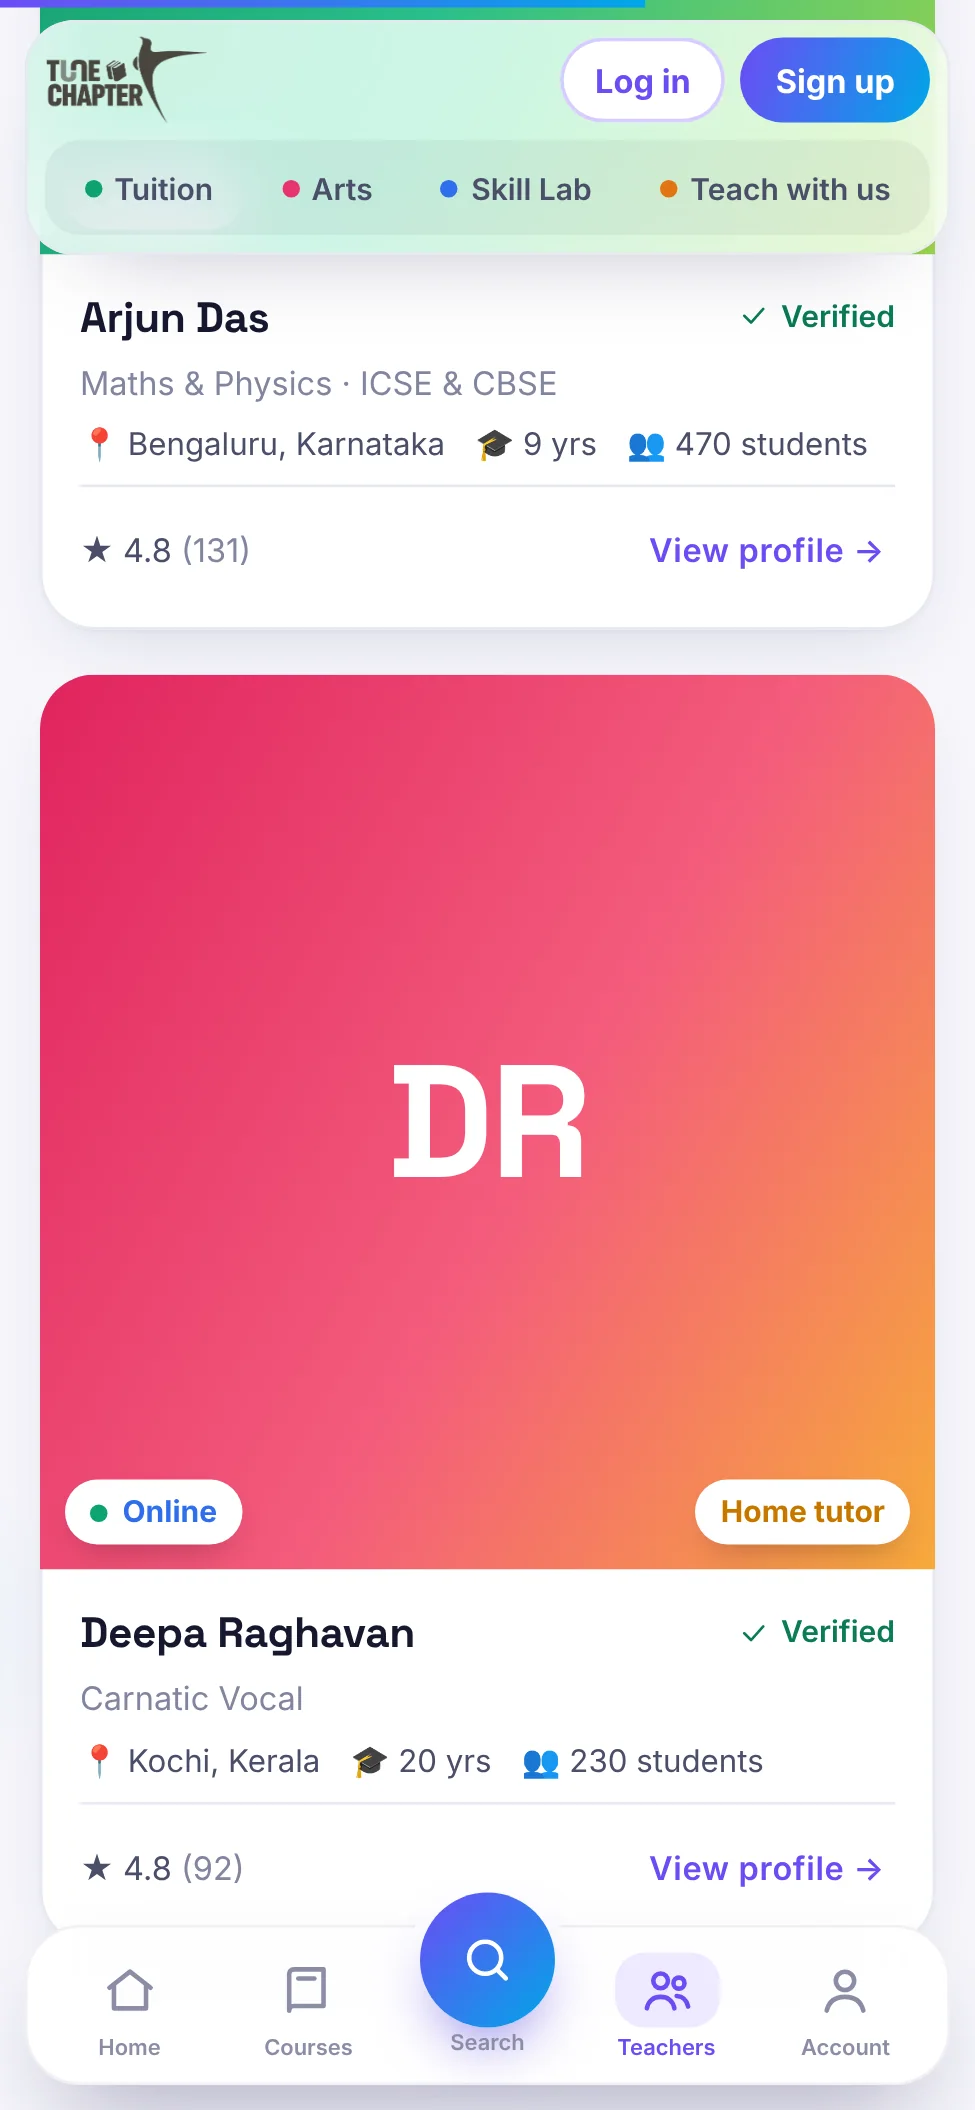 TUNE
CHAPTER
Log in
Sign up
Tuition
Arts
Skill Lab
Teach with us
Arjun Das
✓ Verified
Maths & Physics · ICSE & CBSE
📍 Bengaluru, Karnataka 🎓 9 yrs 👥 470 students
★ 4.8 (131)
View profile →
DR
Online
Home tutor
Deepa Raghavan
✓ Verified
Carnatic Vocal
📍 Kochi, Kerala 🎓 20 yrs 👥 230 students
★ 4.8 (92)
View profile →
Home
Courses
Search
Teachers
Account